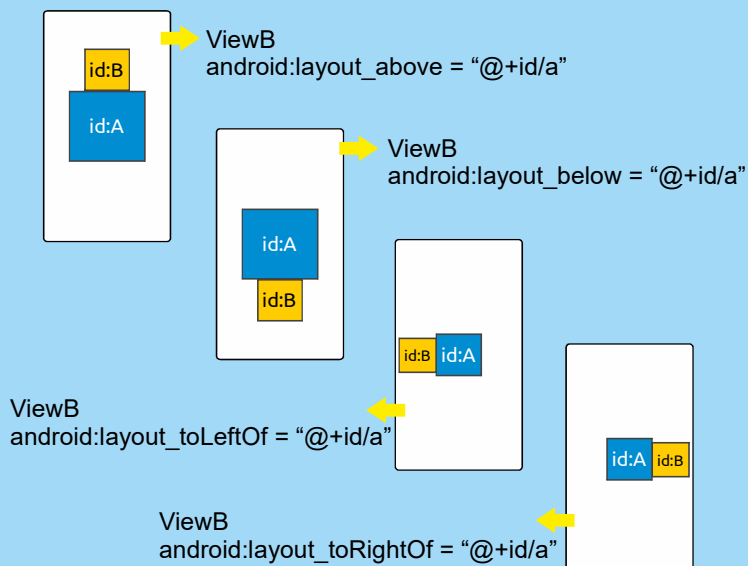 id:B
id:A
ViewB
android:layout_above = “@+id/a”
id:A
id:B
ViewB
android:layout_below = “@+id/a”
id:B id:A
ViewB
android:layout_toLeftOf = “@+id/a”
id:A id:B
ViewB
android:layout_toRightOf = “@+id/a”